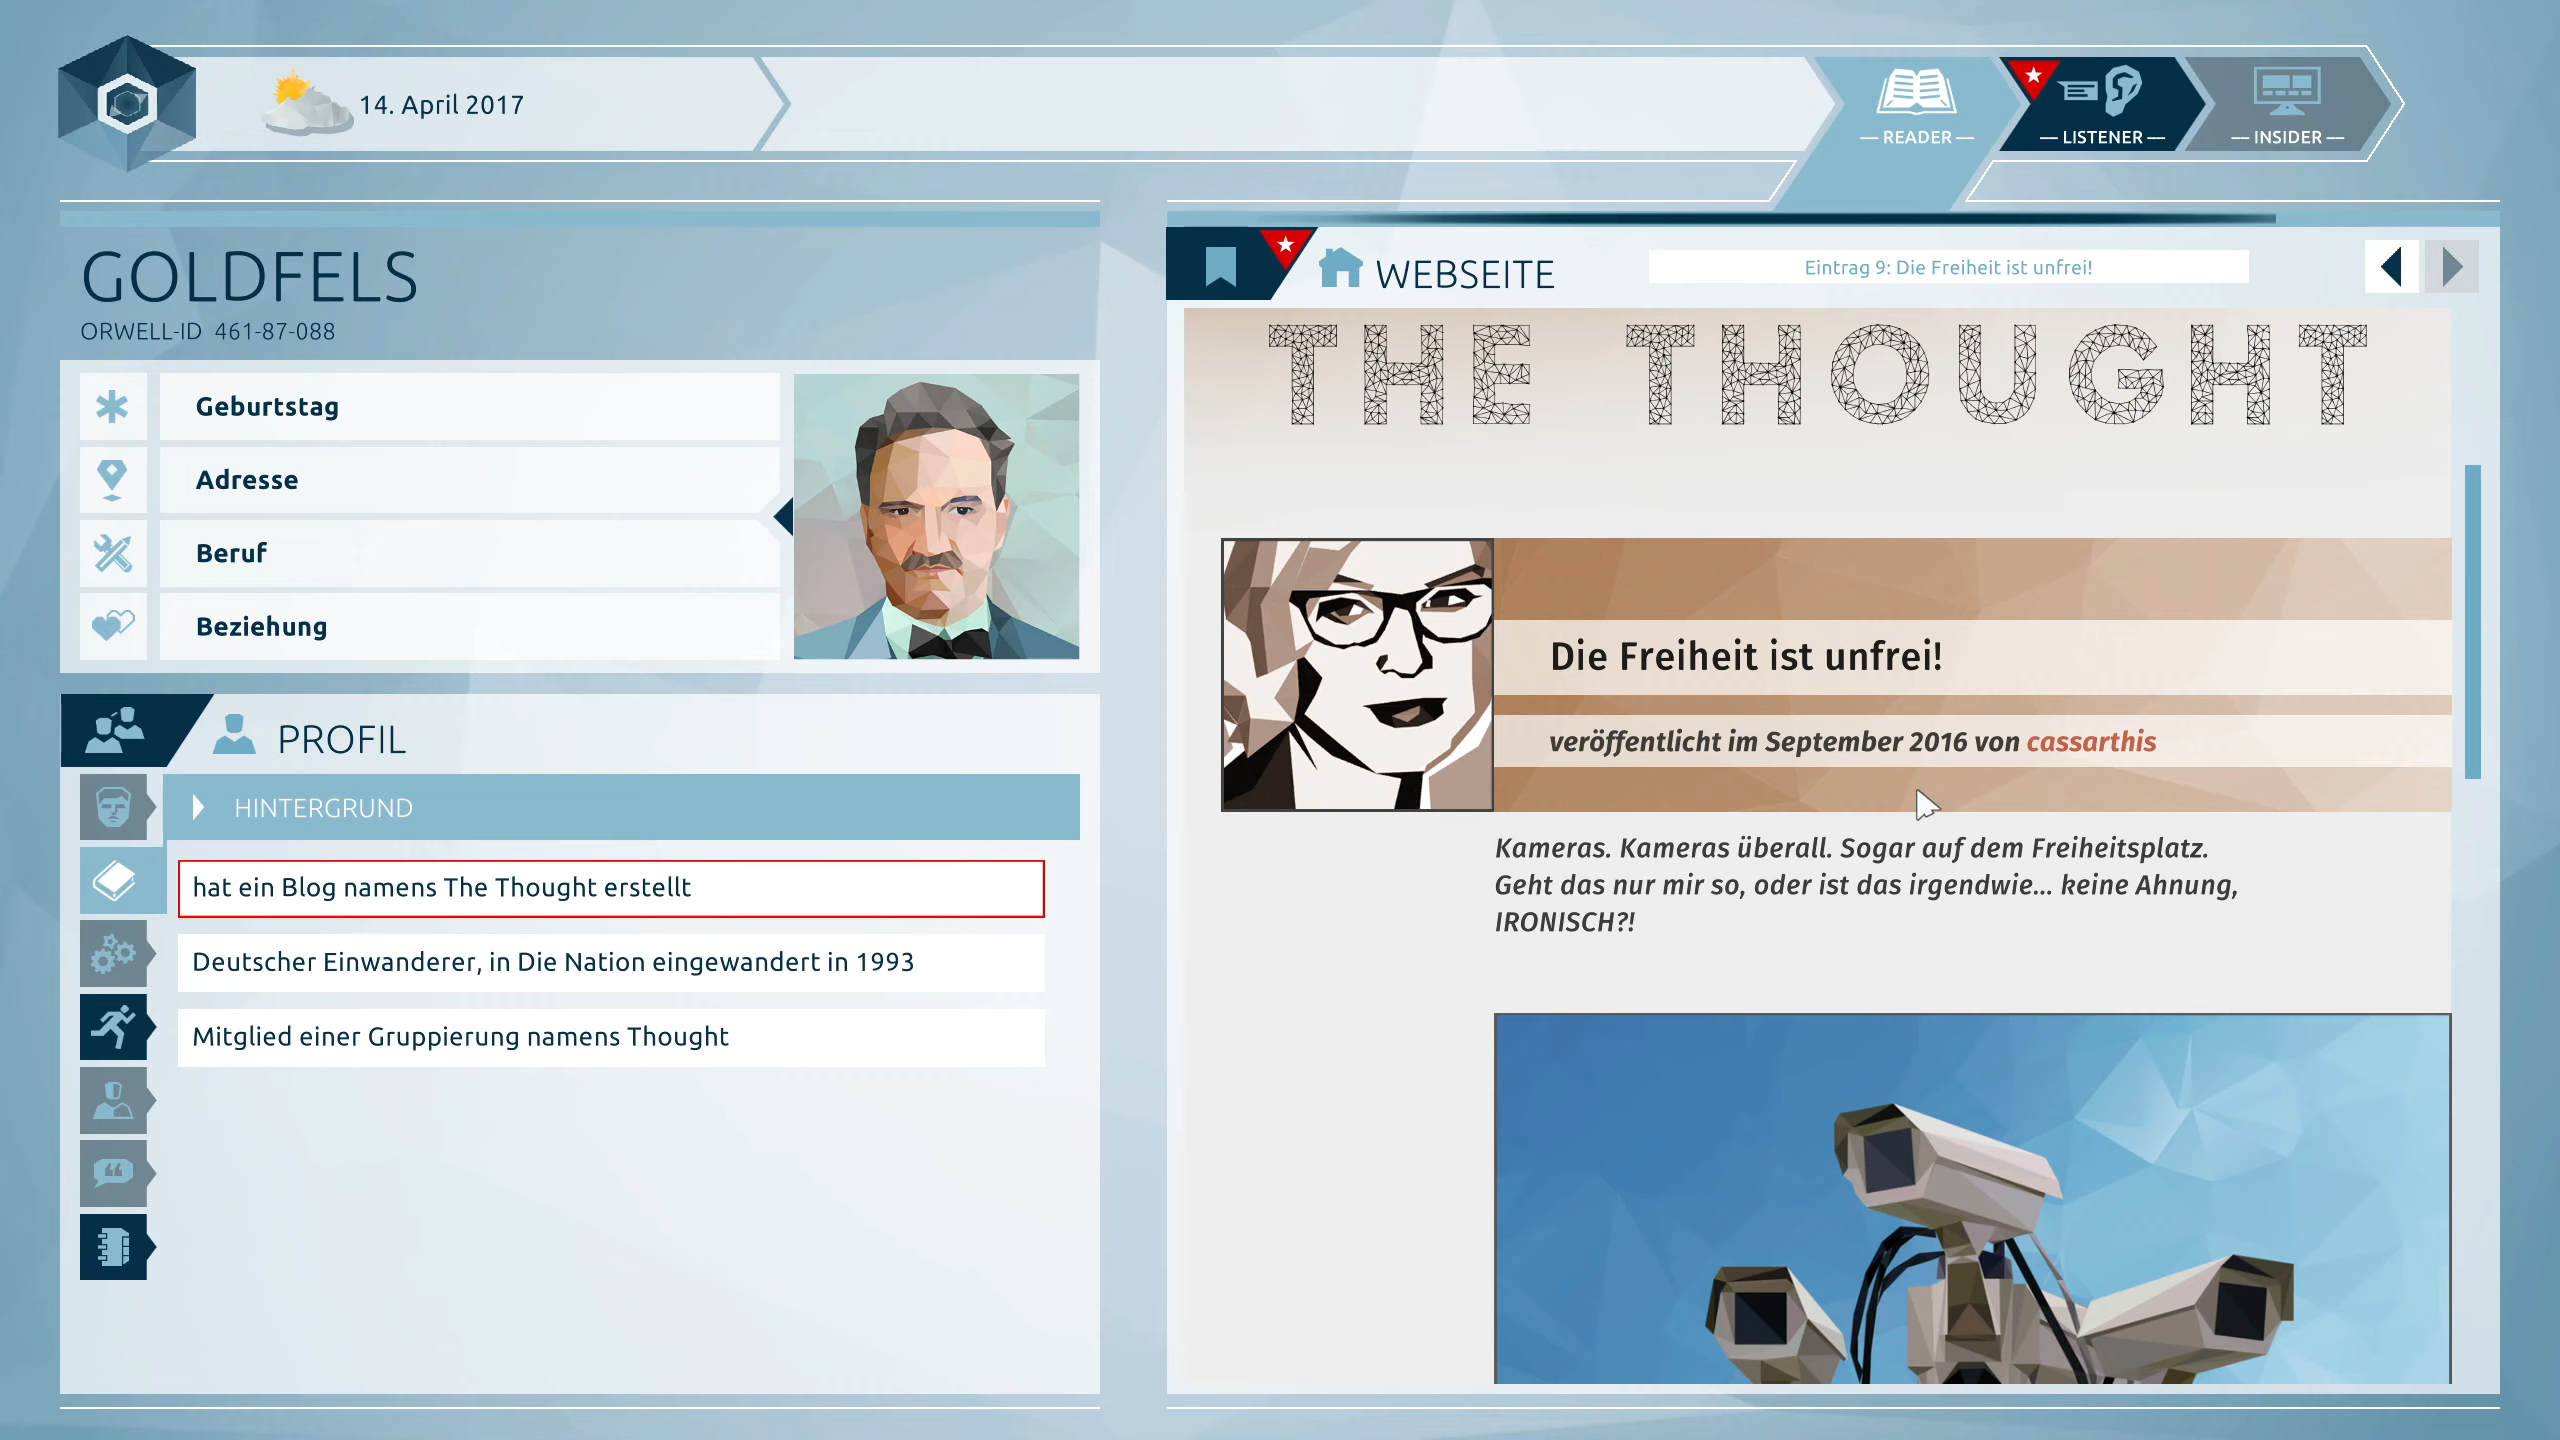 14. April 2017
READER
LISTENER
INSIDER
GOLDFELS
ORWELL-ID 461-87-088
Geburtstag
Adresse
Beruf
Beziehung
PROFIL
HINTERGRUND
hat ein Blog namens The Thought erstellt
Deutscher Einwanderer, in Die Nation eingewandert in 1993
Mitglied einer Gruppierung namens Thought
WEBSEITE
Eintrag 9: Die Freiheit ist unfrei!
THE THOUGHT
Die Freiheit ist unfrei!
veröffentlicht im September 2016 von cassarthis
Kameras. Kameras überall. Sogar auf dem Freiheitsplatz.
Geht das nur mir so, oder ist das irgendwie... keine Ahnung,
IRONISCH?!